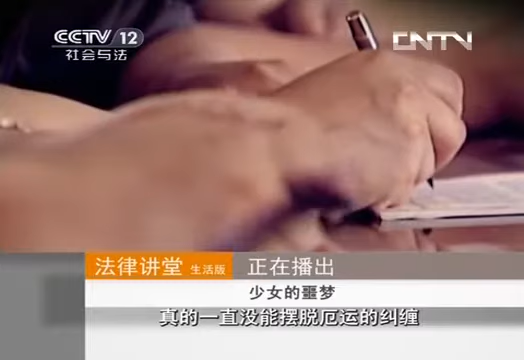 CCTV 12
社会与法
CNTV
法律讲堂 生活版 正在播出
少女的噩梦
真的一直没能摆脱厄运的纠缠